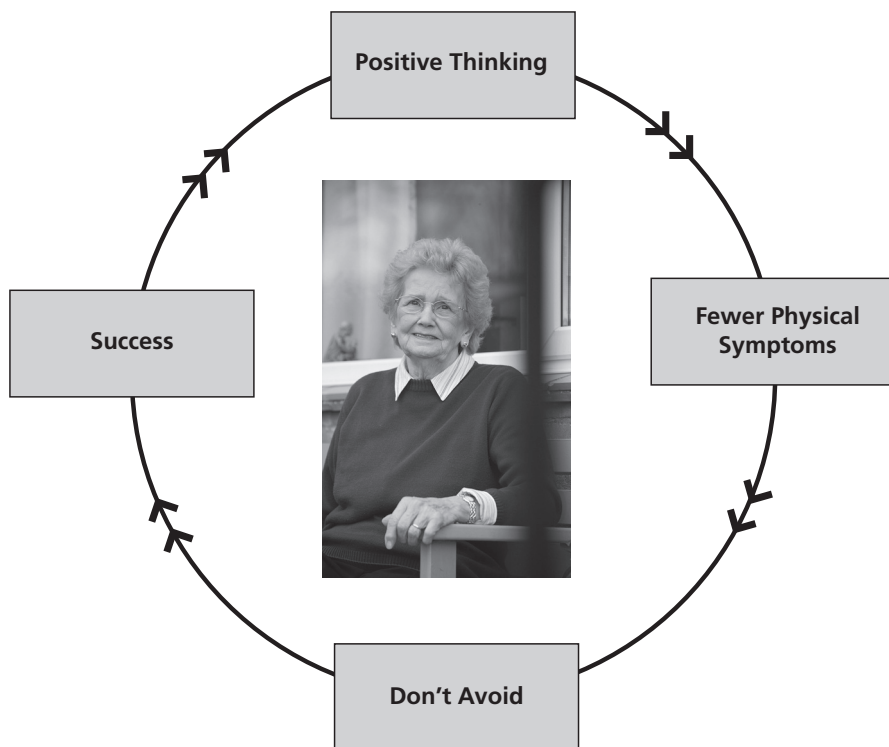 Positive Thinking
Fewer Physical
Symptoms
Don't Avoid
Success